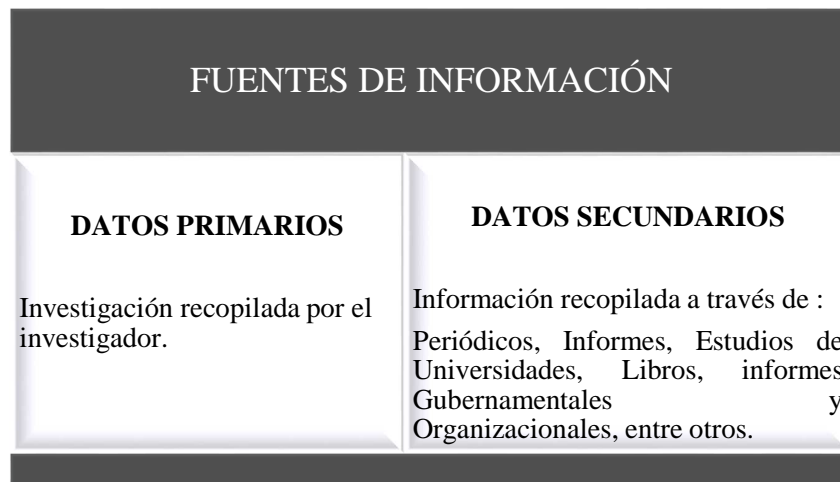 FUENTES DE INFORMACIÓN
DATOS PRIMARIOS
Investigación recopilada por el
investigador.
DATOS SECUNDARIOS
Información recopilada a través de :
Periódicos, Informes, Estudios de
Universidades, Libros, informes
Gubernamentales y
Organizacionales, entre otros.